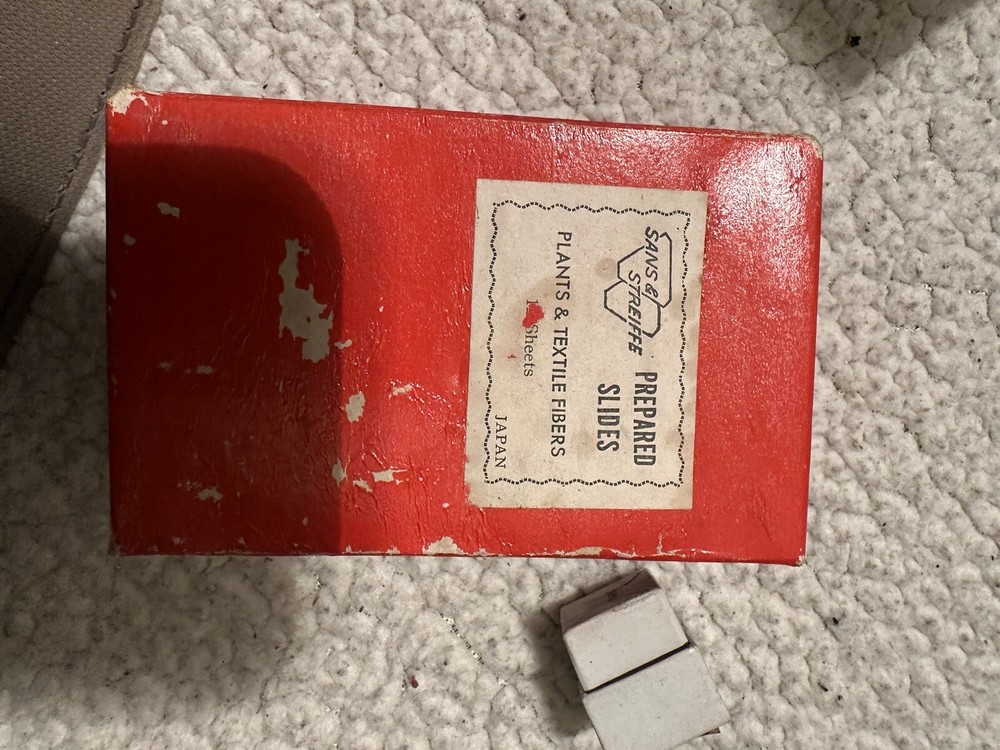 SANS & STREIFFE
PREPARED
SLIDES
PLANTS & TEXTILE FIBERS
Sheets
JAPAN